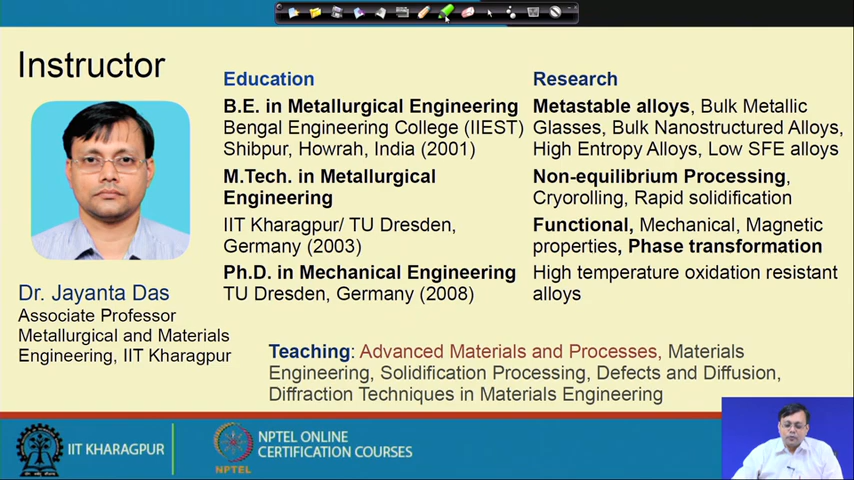 Instructor
Dr. Jayanta Das
Associate Professor
Metallurgical and Materials
Engineering, IIT Kharagpur
Education
B.E. in Metallurgical Engineering
Bengal Engineering College (IIEST)
Shibpur, Howrah, India (2001)
M.Tech. in Metallurgical
Engineering
IIT Kharagpur/ TU Dresden,
Germany (2003)
Ph.D. in Mechanical Engineering
TU Dresden, Germany (2008)
Research
Metastable alloys, Bulk Metallic
Glasses, Bulk Nanostructured Alloys,
High Entropy Alloys, Low SFE alloys
Non-equilibrium Processing,
Cryorolling, Rapid solidification
Functional, Mechanical, Magnetic
properties, Phase transformation
High temperature oxidation resistant
alloys
Teaching: Advanced Materials and Processes, Materials
Engineering, Solidification Processing, Defects and Diffusion,
Diffraction Techniques in Materials Engineering
IIT KHARAGPUR
NPTEL
NPTEL ONLINE
CERTIFICATION COURSES